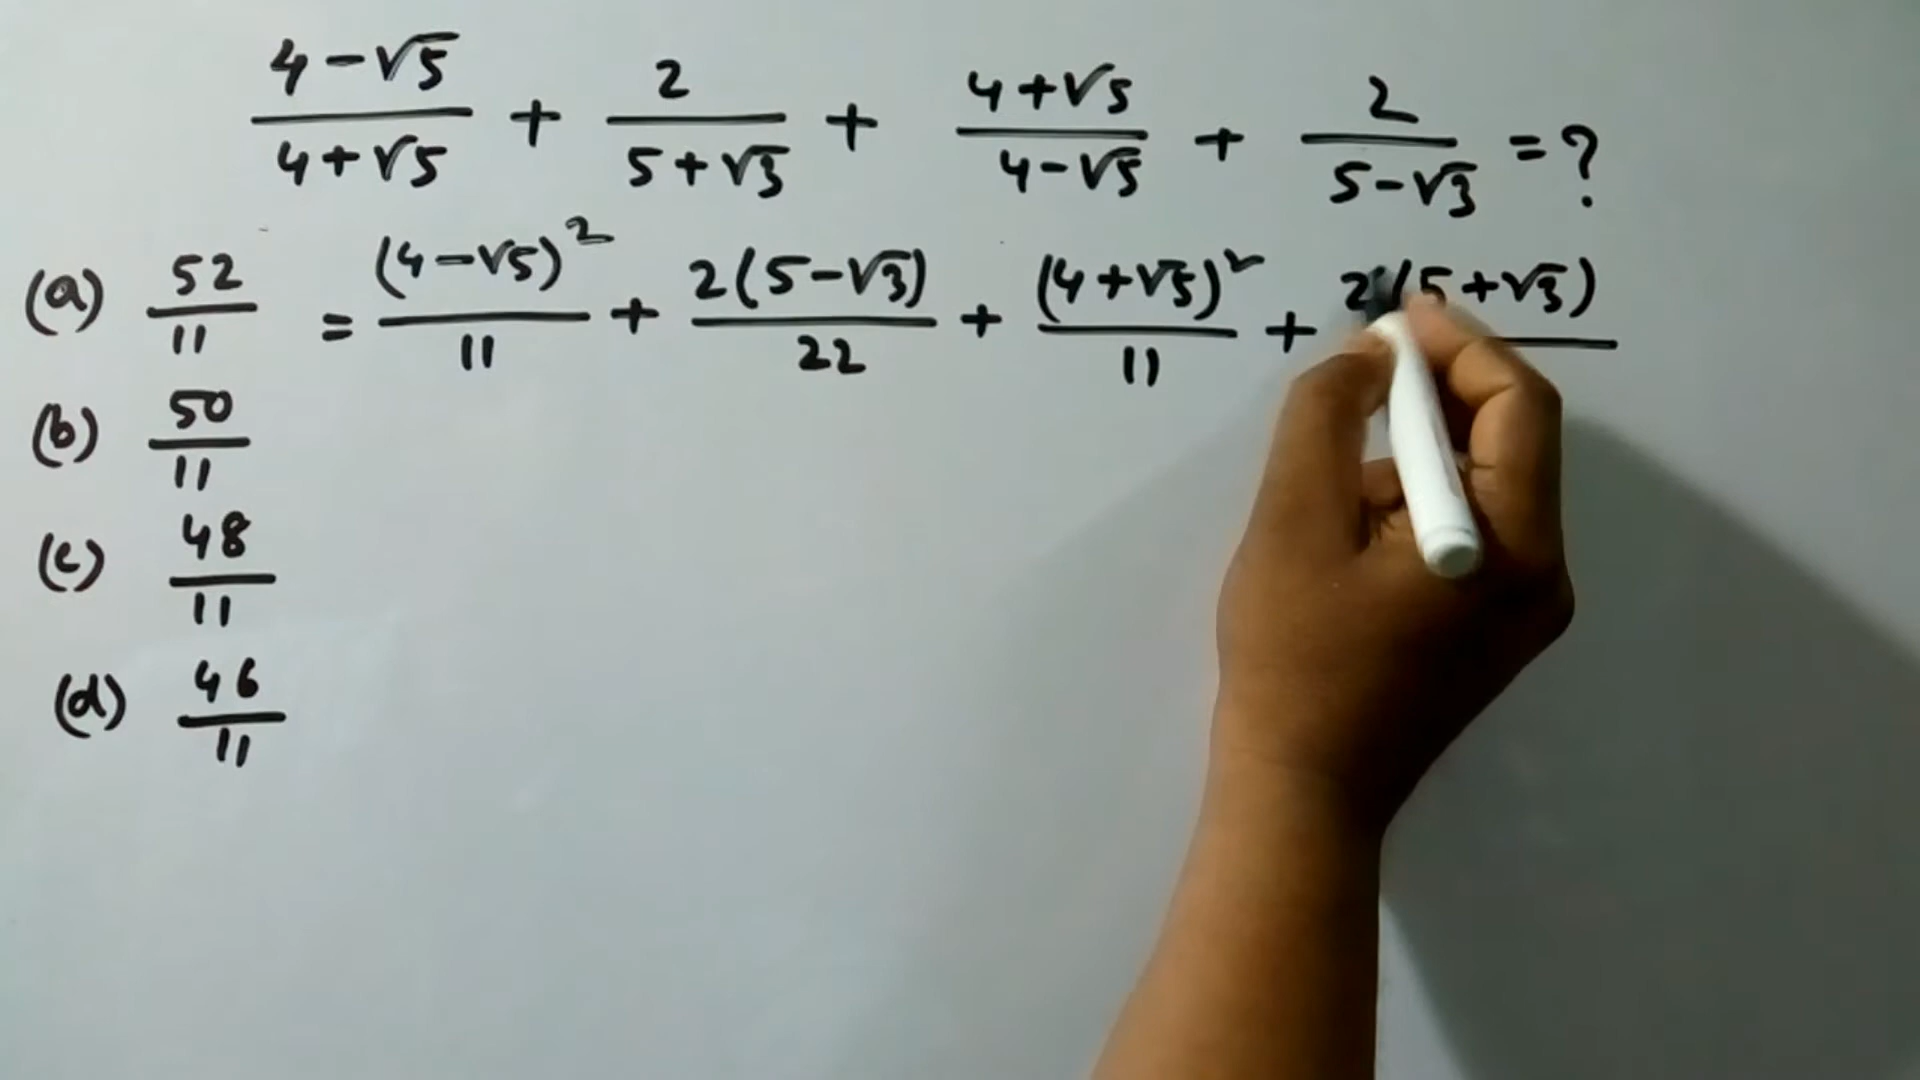 4-√5/4+√5 + 2/5+√3 + 4+√5/4-√5 + 2/5-√3 = ?
= (4-√5)²/11 + 2(5-√3)/22 + (4+√5)²/11 + 2(5+√3)
(a) 52/11
(b) 50/11
(c) 48/11
(d) 46/11